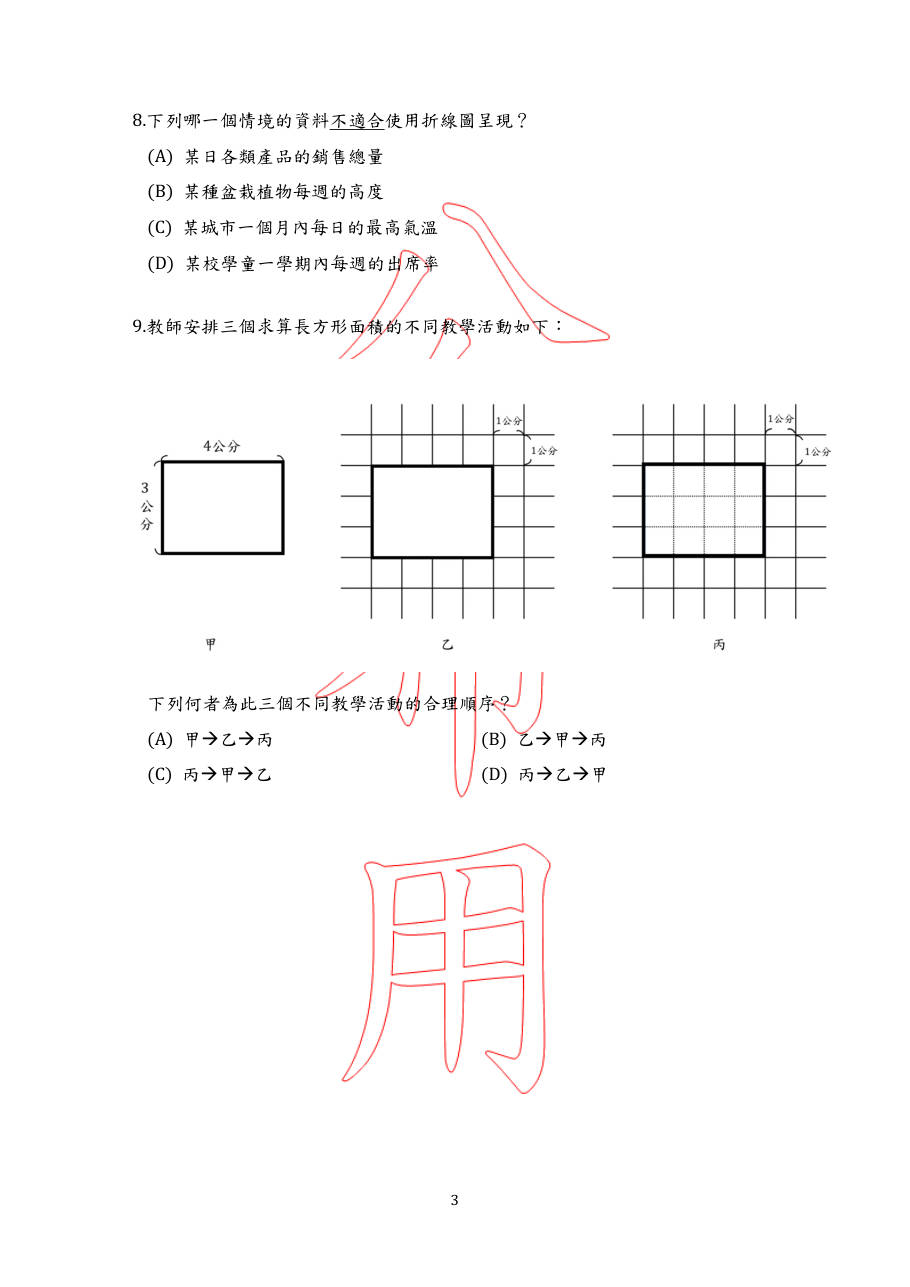 8.下列哪一個情境的資料不適合使用折線圖呈現？
(A) 某日各類產品的銷售總量
(B) 某種盆栽植物每週的高度
(C) 某城市一個月內每日的最高氣溫
(D) 某校學童一學期內每週的出席率
9.教師安排三個求算長方形面積的不同教學活動如下：
4公分
3公分
甲
1公分
1公分
乙
1公分
1公分
丙
下列何者為此三個不同教學活動的合理順序？
(A) 甲→乙→丙
(B) 乙→甲→丙
(C) 丙→甲→乙
(D) 丙→乙→甲
用
3